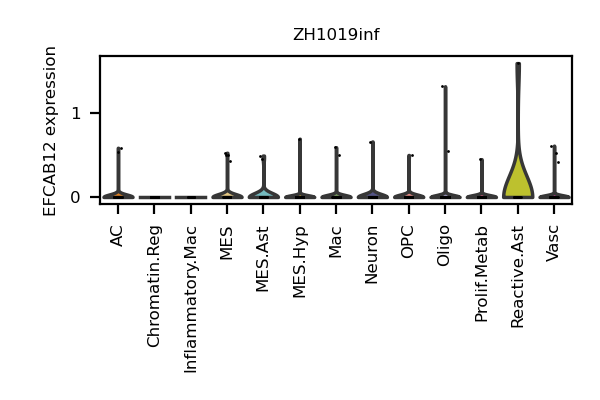 ZH1019inf
EFCAB12 expression
1
0
AC
Chromatin.Reg
Inflammatory.Mac
MES
MES.Ast
MES.Hyp
Mac
Neuron
OPC
Oligo
Prolif.Metab
Reactive.Ast
Vasc